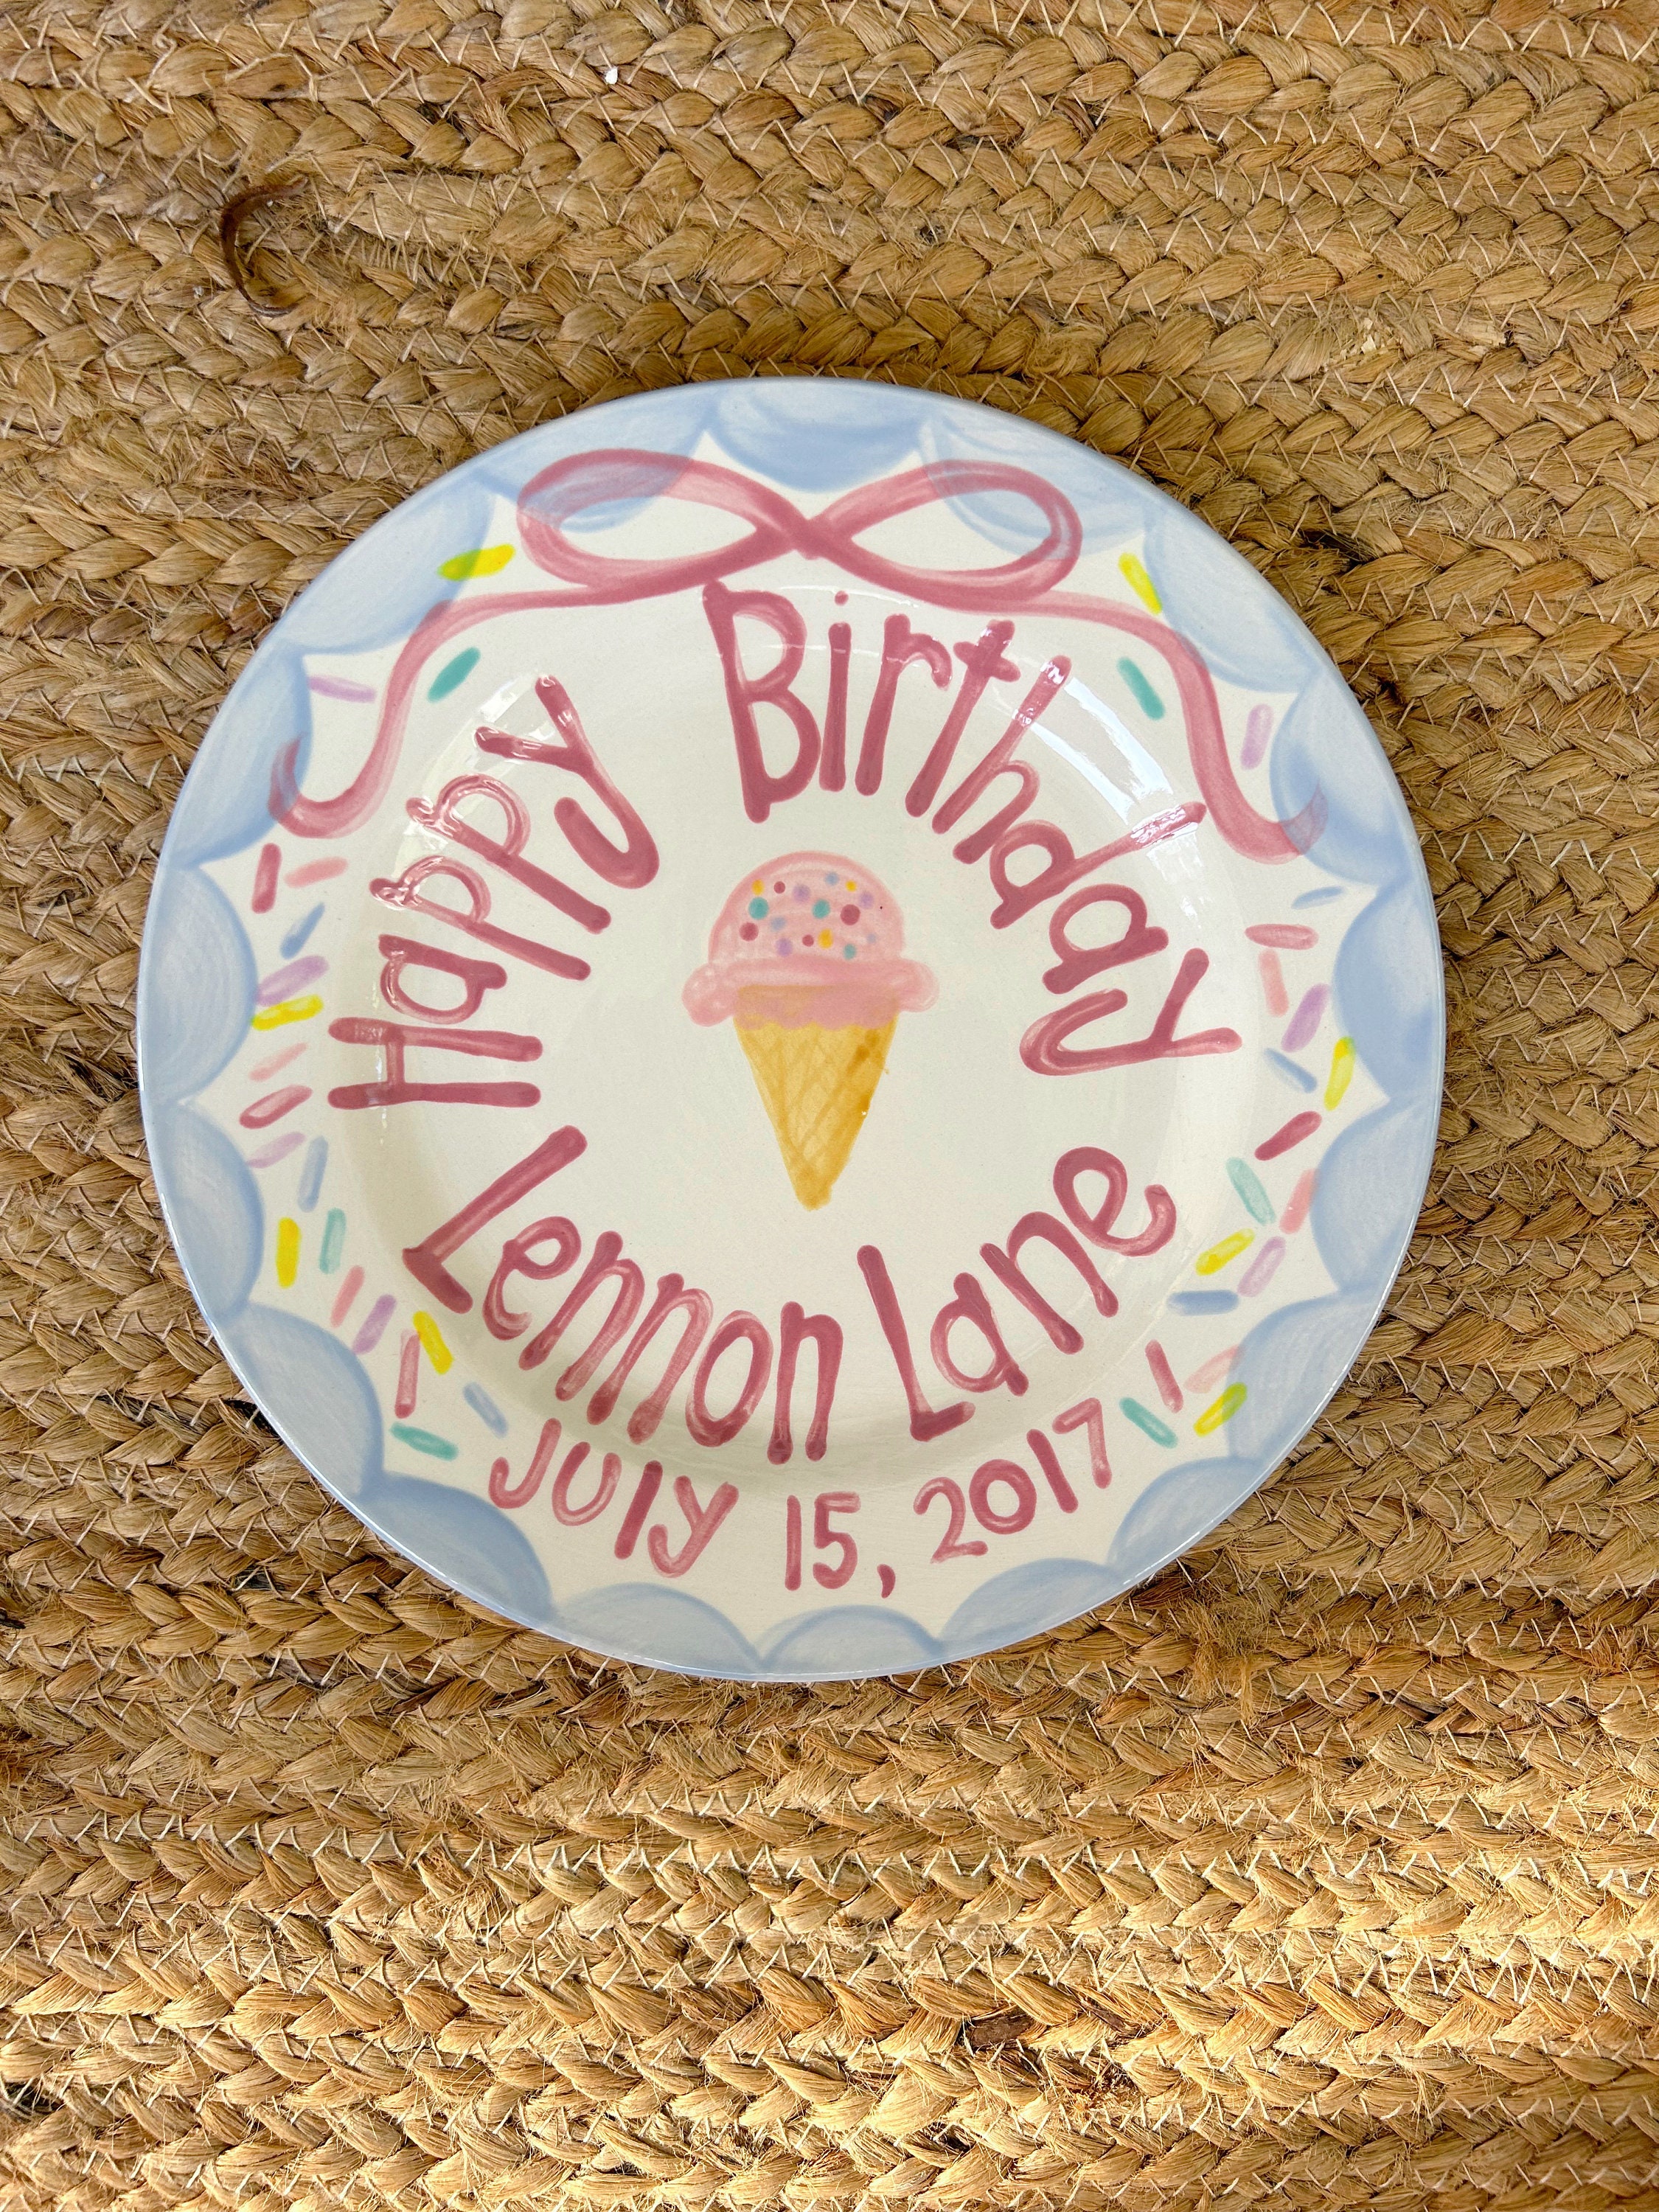 Happy Birthday
Lennon Lane
JULY 15, 2017